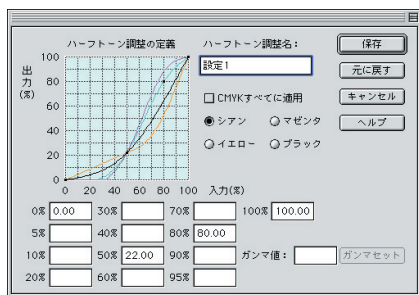 ハーフトーン調整の定義
ハーフトーン調整名：
設定1
保存
元に戻す
キャンセル
ヘルプ
□CMYKすべてに適用
シアン マゼンタ
イエロー ブラック
出力(%)
100
80
60
40
20
0
0 20 40 60 80 100 入力(%)
0% 0.00 30% 70% 100% 100.00
5% 40% 80% 80.00
10% 50% 22.00 90% ガンマ値： ガンマセット
20% 60% 95%